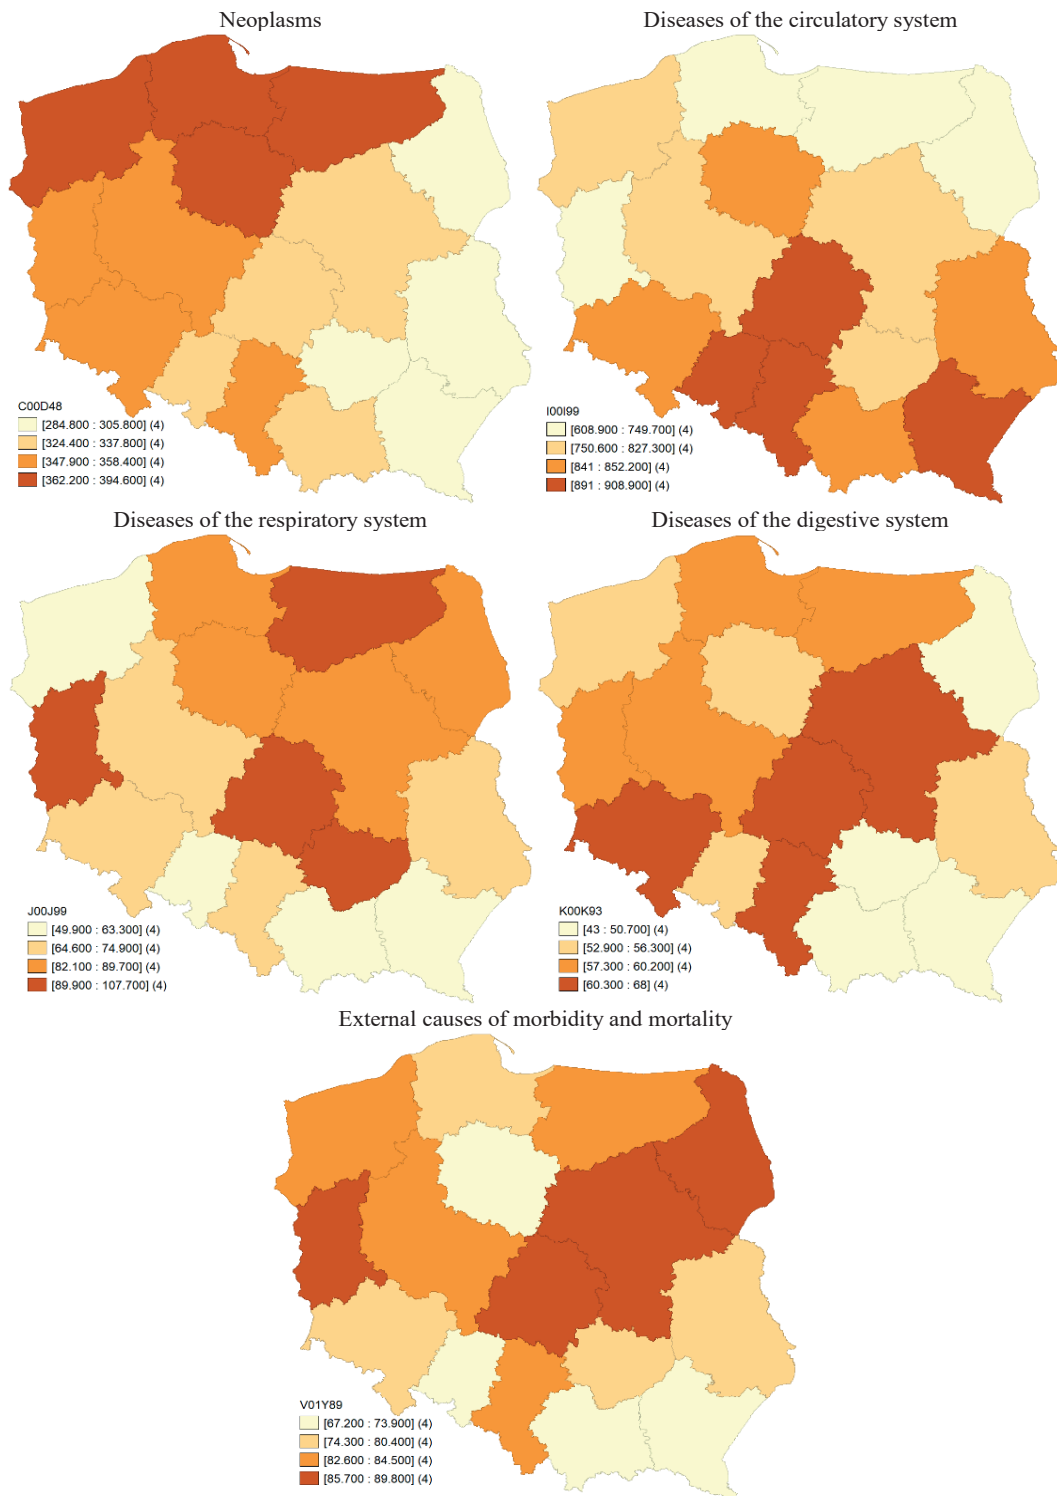 Neoplasms
Diseases of the circulatory system
C00D48
[284.800 : 305.800] (4)
[324.400 : 337.800] (4)
[347.900 : 358.400] (4)
[362.200 : 394.600] (4)
I00I99
[608.900 : 749.700] (4)
[750.600 : 827.300] (4)
[841 : 852.200] (4)
[891 : 908.900] (4)
Diseases of the respiratory system
Diseases of the digestive system
J00J99
[49.900 : 63.300] (4)
[64.600 : 74.900] (4)
[82.100 : 89.700] (4)
[89.900 : 107.700] (4)
K00K93
[43 : 50.700] (4)
[52.900 : 56.300] (4)
[57.300 : 60.200] (4)
[60.300 : 68] (4)
External causes of morbidity and mortality
V01Y89
[67.200 : 73.900] (4)
[74.300 : 80.400] (4)
[82.600 : 84.500] (4)
[85.700 : 89.800] (4)